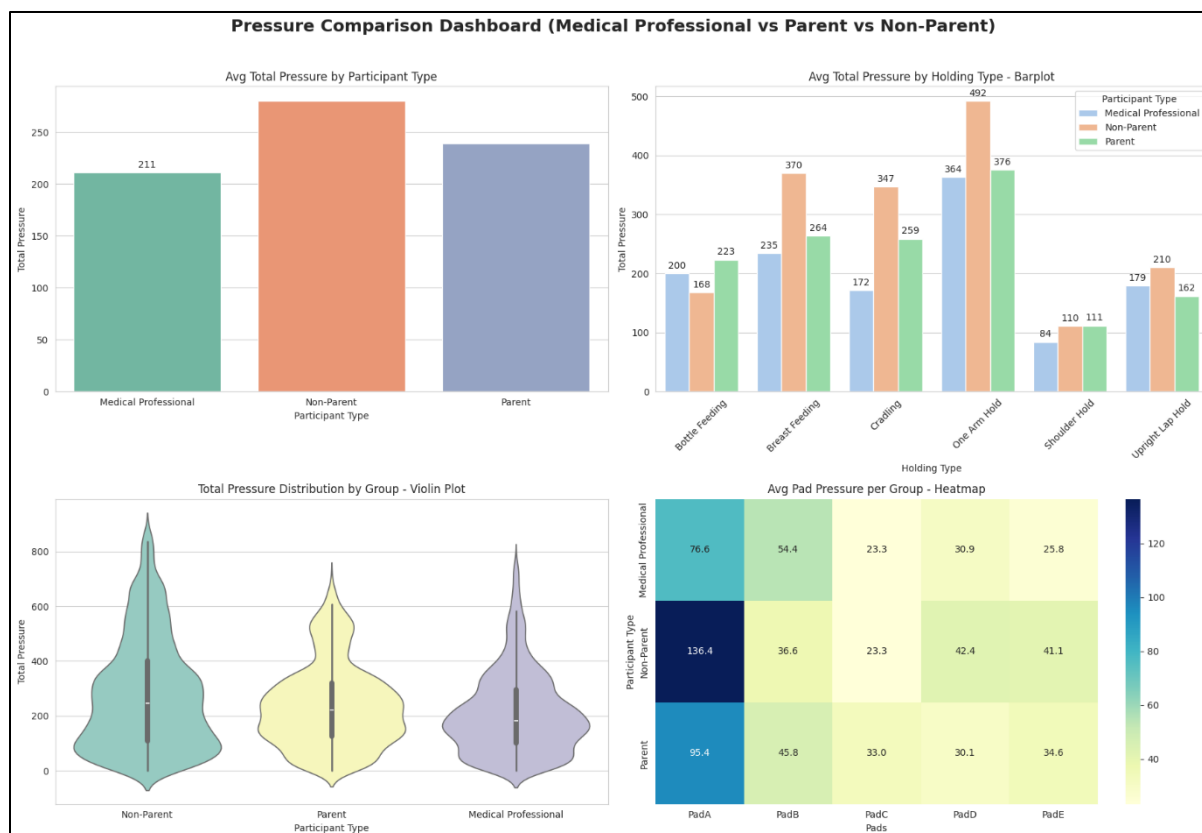 Pressure Comparison Dashboard (Medical Professional vs Parent vs Non-Parent)
Avg Total Pressure by Participant Type
Total Pressure
250
200
150
100
50
0
211
Medical Professional
Non-Parent
Parent
Participant Type
Avg Total Pressure by Holding Type - Barplot
Total Pressure
500
400
300
200
100
0
Participant Type
Medical Professional
Non-Parent
Parent
200
168
223
235
370
264
172
347
259
364
492
376
84
110
111
179
210
162
Bottle Feeding
Breast Feeding
Cradling
One Arm Hold
Shoulder Hold
Upright Lap Hold
Holding Type
Total Pressure Distribution by Group - Violin Plot
Total Pressure
800
600
400
200
0
Non-Parent
Parent
Medical Professional
Participant Type
Avg Pad Pressure per Group - Heatmap
Participant Type
Medical Professional
76.6 54.4 23.3 30.9 25.8
Non-Parent
136.4 36.6 23.3 42.4 41.1
Parent
95.4 45.8 33.0 30.1 34.6
PadA PadB PadC PadD PadE
Pads
120
100
80
60
40